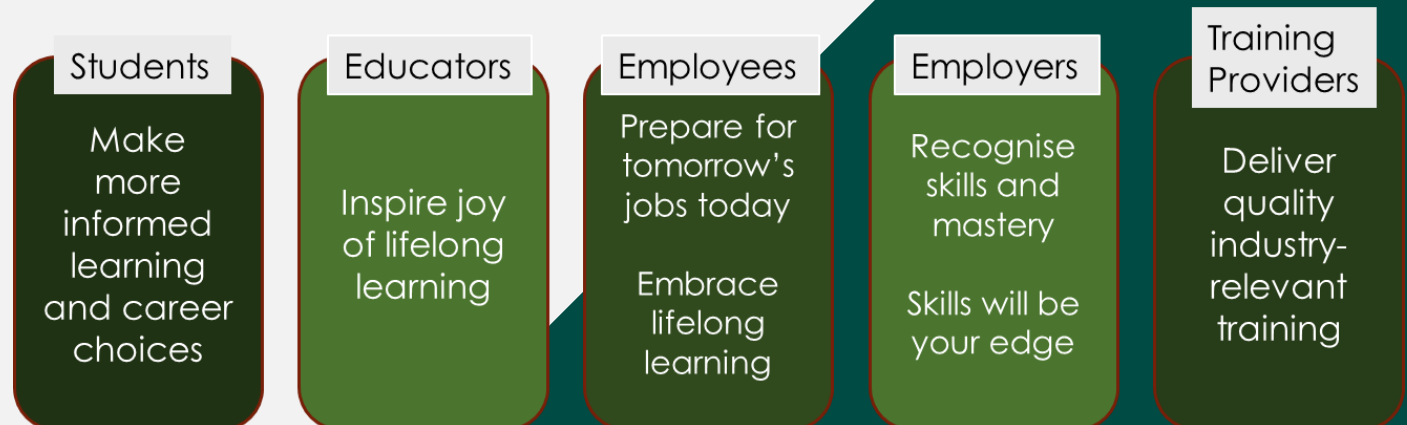 Students
Make
more
informed
learning
and career
choices
Educators
Inspire joy
of lifelong
learning
Employees
Prepare for
tomorrow’s
jobs today
Embrace
lifelong
learning
Employers
Recognise
skills and
mastery
Skills will be
your edge
Training
Providers
Deliver
quality
industry-
relevant
training